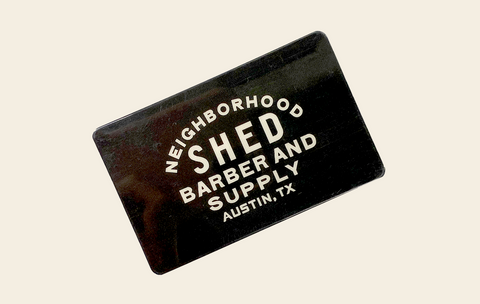 NEIGHBORHOOD
SHED
BARBER AND
SUPPLY
AUSTIN, TX